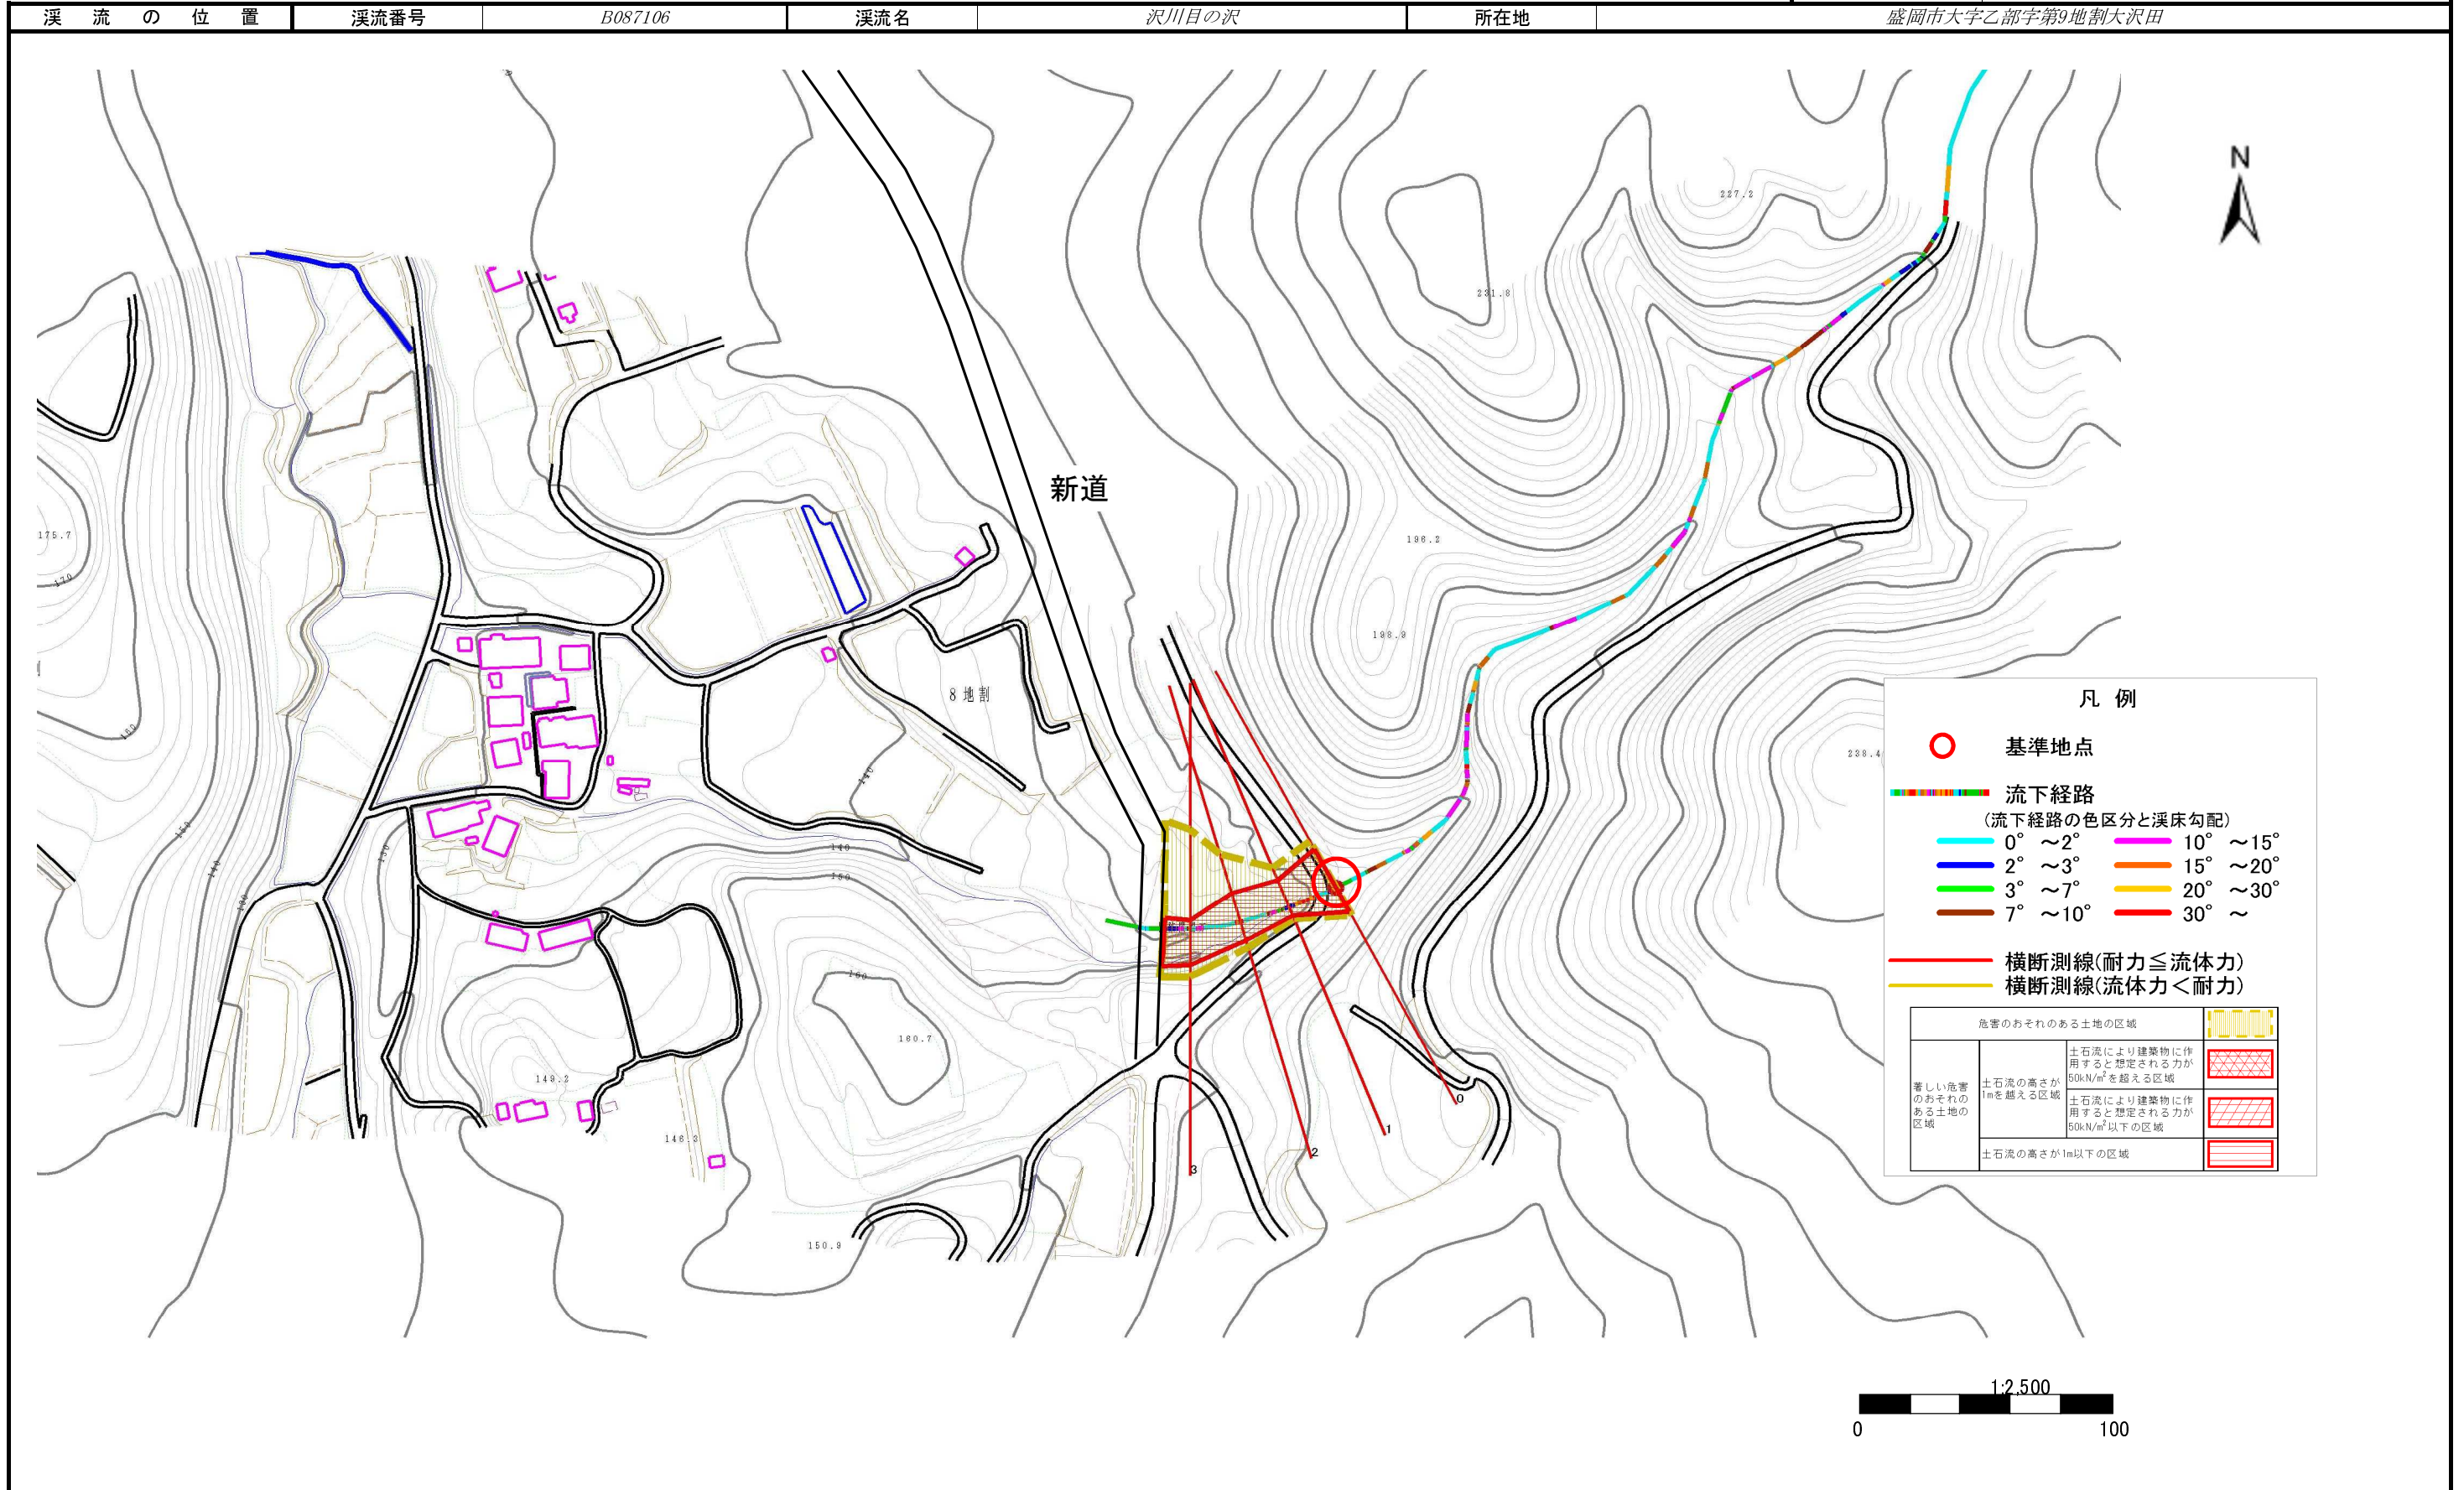 渓流の位置 渓流番号 B087106 渓流名 沢川目の沢 所在地 盛岡市大字乙部字第9地割大沢田
N
227.2
231.8
新道
175.7
196.2
170
198.9
8地割
160
238.4
140
150
130
140
140
150
130
160
160.7
149.2
146.3
150.9
0
1
2
3
凡 例
基準地点
流下経路
(流下経路の色区分と渓床勾配)
0° ～2° 10° ～15°
2° ～3° 15° ～20°
3° ～7° 20° ～30°
7° ～10° 30° ～
横断測線(耐力≦流体力)
横断測線(流体力＜耐力)
危害のおそれのある土地の区域
著しい危害
のおそれの
ある土地の
区域
土石流の高さが
1mを越える区域
土石流により建築物に作
用すると想定される力が
50kN/m²を超える区域
土石流により建築物に作
用すると想定される力が
50kN/m²以下の区域
土石流の高さが1m以下の区域
1:2,500
0 100